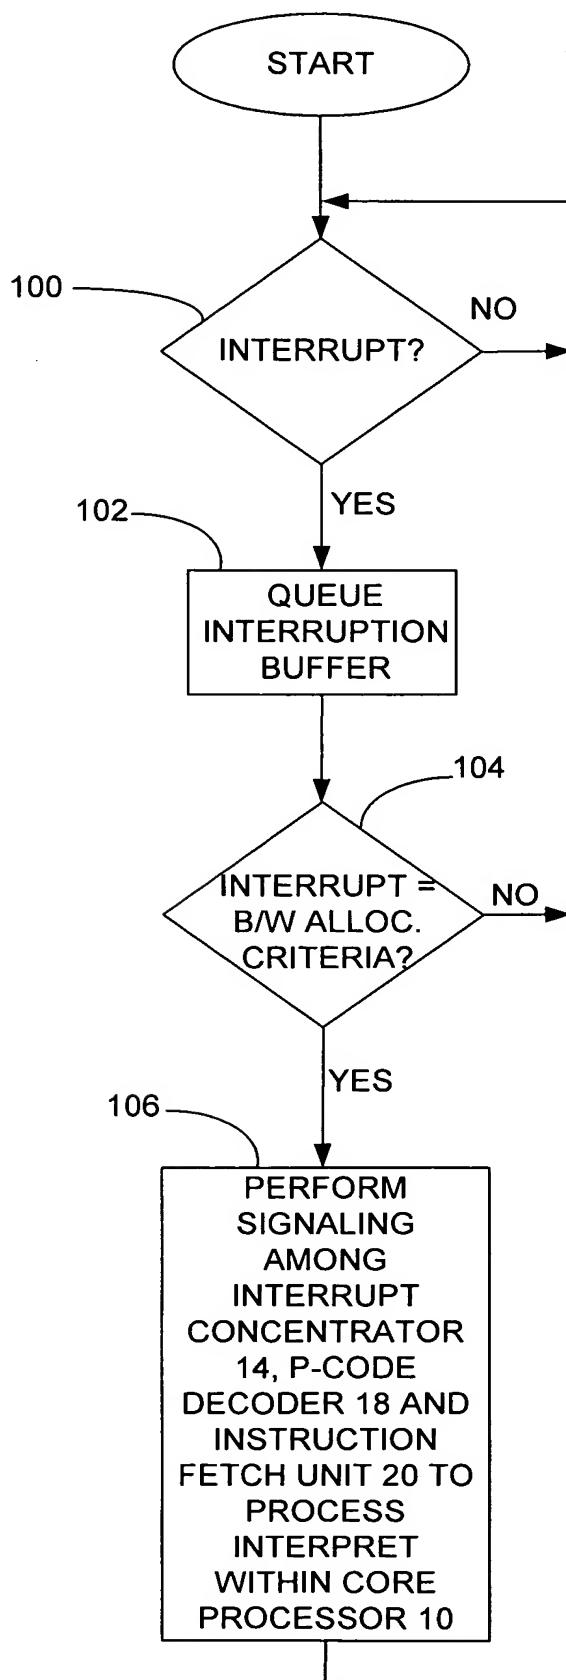 START
100
INTERRUPT?
NO
YES
102
QUEUE
INTERRUPTION
BUFFER
104
INTERRUPT =
B/W ALLOC.
CRITERIA?
NO
YES
106
PERFORM
SIGNALING
AMONG
INTERRUPT
CONCENTRATOR
14, P-CODE
DECODER 18 AND
INSTRUCTION
FETCH UNIT 20 TO
PROCESS
INTERPRET
WITHIN CORE
PROCESSOR 10